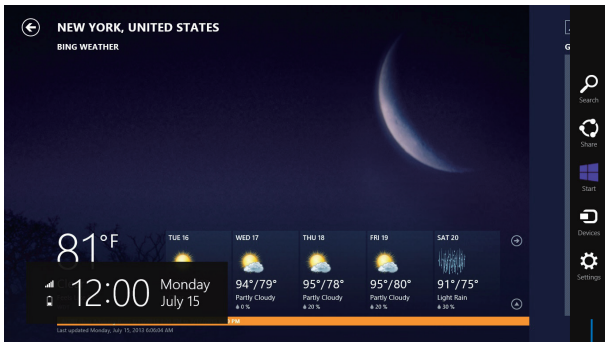 NEW YORK, UNITED STATES
BING WEATHER
G
Search
Share
Start
Devices
Settings
81°F
TUE 16
WED 17
94°/79°
Partly Cloudy
0 %
THU 18
95°/78°
Partly Cloudy
20 %
FRI 19
95°/80°
Partly Cloudy
20 %
SAT 20
91°/75°
Light Rain
30 %
12:00
Monday
July 15
PM
Last updated Monday, July 15, 2013 6:06:04 AM